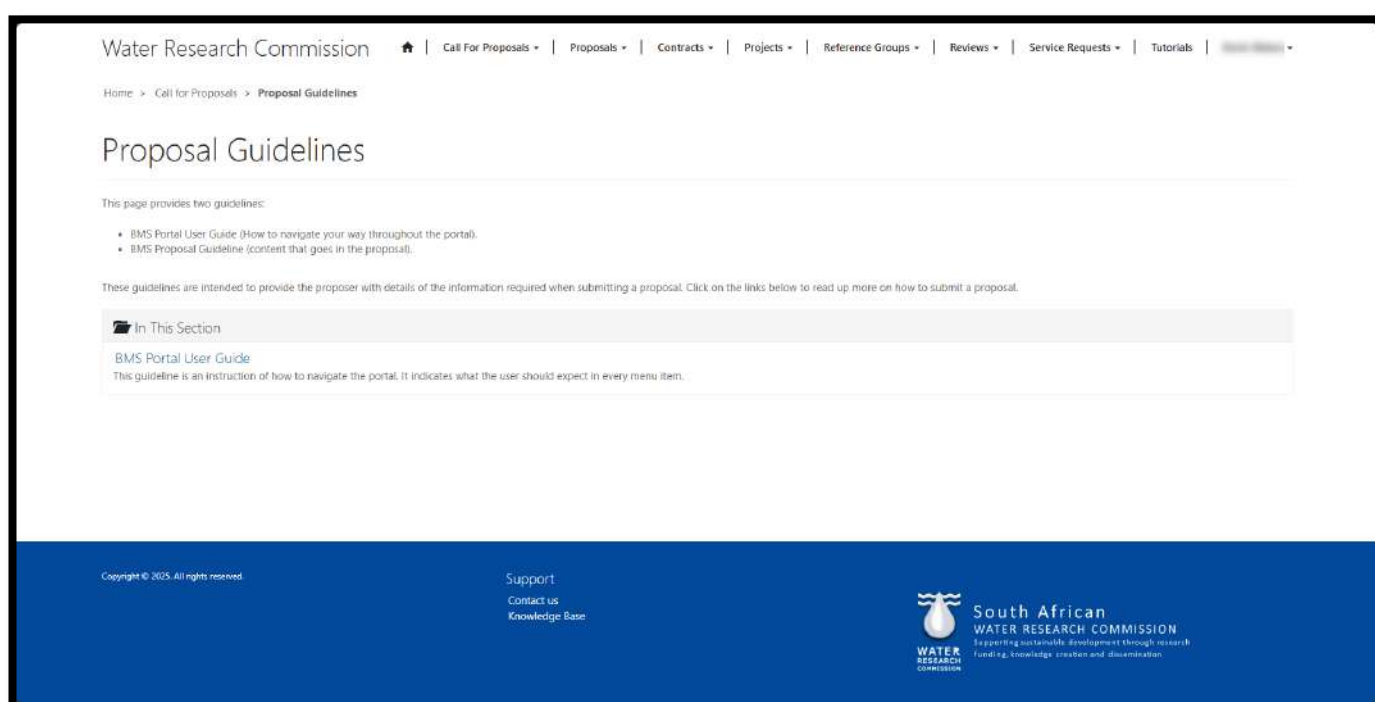 Water Research Commission
Call For Proposals
Proposals
Contracts
Projects
Reference Groups
Reviews
Service Requests
Tutorials
Home > Call for Proposals > Proposal Guidelines
Proposal Guidelines
This page provides two guidelines:
• BMS Portal User Guide (How to navigate your way throughout the portal).
• BMS Proposal Guideline (content that goes in the proposal).
These guidelines are intended to provide the proposer with details of the information required when submitting a proposal. Click on the links below to read up more on how to submit a proposal.
In This Section
BMS Portal User Guide
This guideline is an instruction of how to navigate the portal. It indicates what the user should expect in every menu item.
Copyright © 2025. All rights reserved.
Support
Contact us
Knowledge Base
WATER
RESEARCH
COMMISSION
South African
WATER RESEARCH COMMISSION
Supporting sustainable development through research
funding, knowledge creation and dissemination